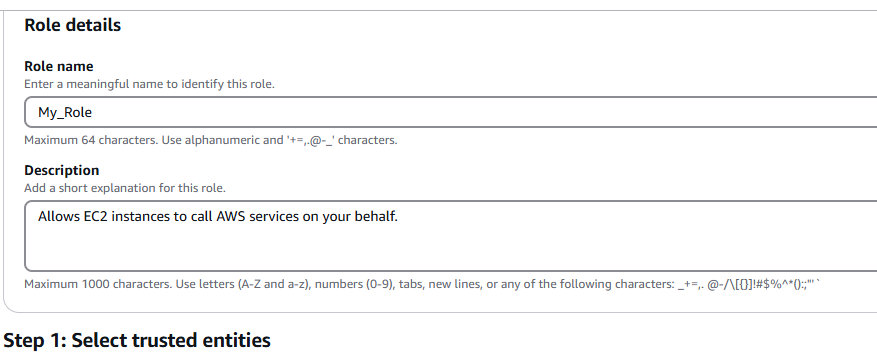 Role details
Role name
Enter a meaningful name to identify this role.
My_Role
Maximum 64 characters. Use alphanumeric and '+=,.@-_' characters.
Description
Add a short explanation for this role.
Allows EC2 instances to call AWS services on your behalf.
Maximum 1000 characters. Use letters (A-Z and a-z), numbers (0-9), tabs, new lines, or any of the following characters: _+=,. @-/\[{}]!#$%^*();:"'`
Step 1: Select trusted entities